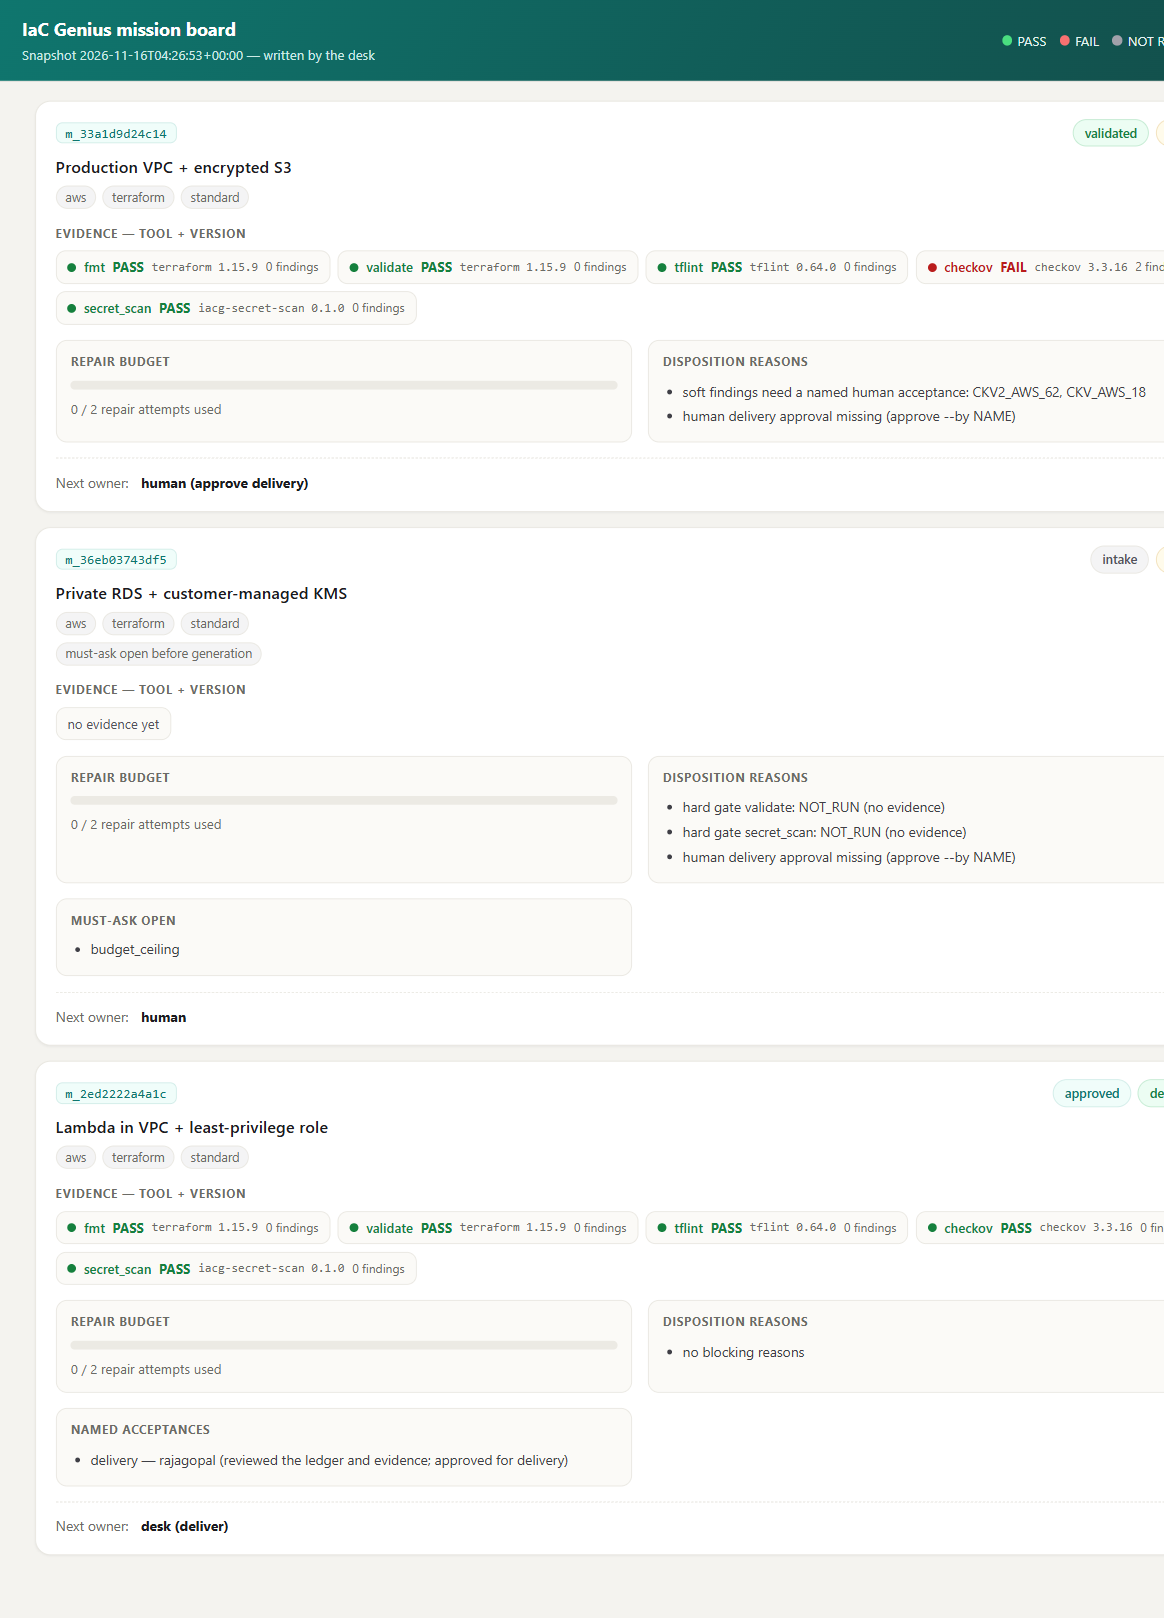 IaC Genius mission board
Snapshot 2026-11-16T04:26:53+00:00 — written by the desk
PASS FAIL NOT
m_33a1d9d24c14 validated
Production VPC + encrypted S3
aws terraform standard
EVIDENCE — TOOL + VERSION
fmt PASS terraform 1.15.9 0 findings validate PASS terraform 1.15.9 0 findings tflint PASS tflint 0.64.0 0 findings checkov FAIL checkov 3.3.16 2
secret_scan PASS iacg-secret-scan 0.1.0 0 findings
REPAIR BUDGET
0 / 2 repair attempts used
DISPOSITION REASONS
• soft findings need a named human acceptance: CKV2_AWS_62, CKV_AWS_18
• human delivery approval missing (approve --by NAME)
Next owner: human (approve delivery)
m_36eb03743df5 intake
Private RDS + customer-managed KMS
aws terraform standard
must-ask open before generation
EVIDENCE — TOOL + VERSION
no evidence yet
REPAIR BUDGET
0 / 2 repair attempts used
DISPOSITION REASONS
• hard gate validate: NOT_RUN (no evidence)
• hard gate secret_scan: NOT_RUN (no evidence)
• human delivery approval missing (approve --by NAME)
MUST-ASK OPEN
• budget_ceiling
Next owner: human
m_2ed2222a4a1c approved
Lambda in VPC + least-privilege role
aws terraform standard
EVIDENCE — TOOL + VERSION
fmt PASS terraform 1.15.9 0 findings validate PASS terraform 1.15.9 0 findings tflint PASS tflint 0.64.0 0 findings checkov PASS checkov 3.3.16 0
secret_scan PASS iacg-secret-scan 0.1.0 0 findings
REPAIR BUDGET
0 / 2 repair attempts used
DISPOSITION REASONS
• no blocking reasons
NAMED ACCEPTANCES
• delivery — rajagopal (reviewed the ledger and evidence; approved for delivery)
Next owner: desk (deliver)